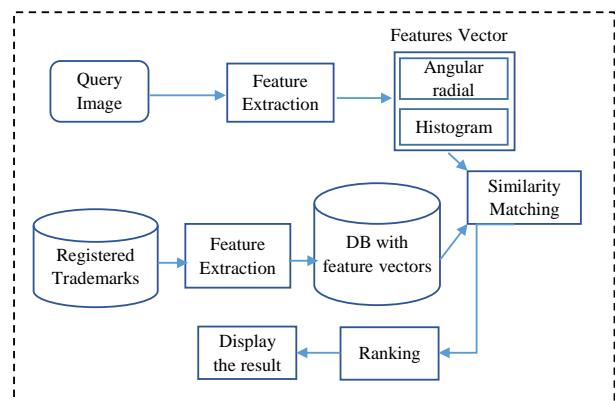 Features Vector
Query
Image
Feature
Extraction
Angular
radial
Histogram
Similarity
Matching
Registered
Trademarks
Feature
Extraction
DB with
feature vectors
Display
the result
Ranking